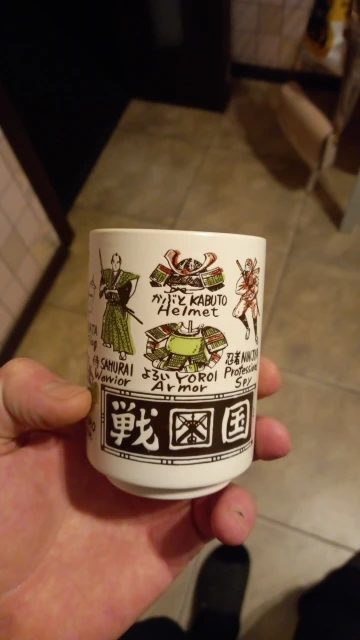 かぶと KABUTO
Helmet
侍 SAMURAI
Warrior
よろい YOROI
Armor
忍者 NINJA
Professional
Spy
戦国